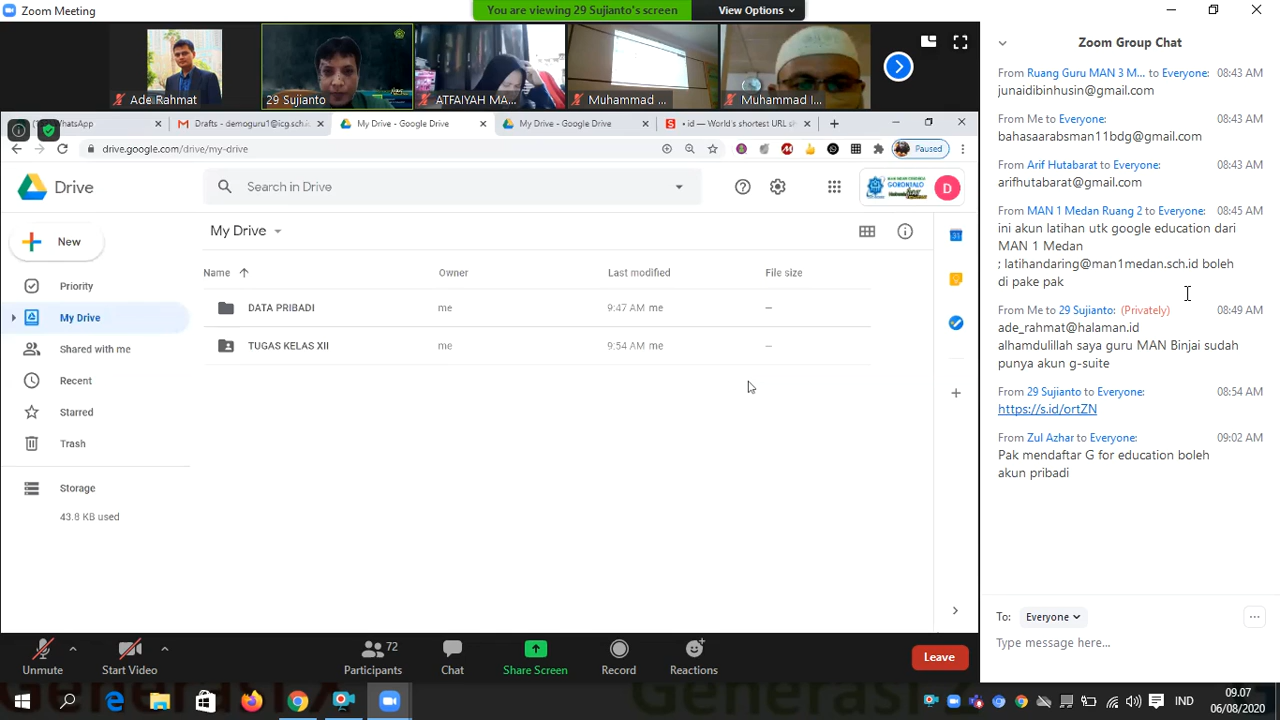 Zoom Meeting
You are viewing 29 Sujianto's screen
View Options
Ade Rahmat
29 Sujianto
ATFAIYAH MA...
Muhammad ...
Muhammad I...
WhatsApp
Drafts - demoguru1@icg.sch.i
My Drive - Google Drive
My Drive - Google Drive
• id — World's shortest URL sh
drive.google.com/drive/my-drive
Paused
Drive
Search in Drive
GORONTALO
D
New
My Drive
Name
Owner
Last modified
File size
Priority
DATA PRIBADI
me
9:47 AM me
—
My Drive
TUGAS KELAS XII
me
9:54 AM me
—
Shared with me
Recent
Starred
Trash
Storage
43.8 KB used
31
Unmute
Start Video
72
Participants
Chat
Share Screen
Record
Reactions
Leave
Zoom Group Chat
From Ruang Guru MAN 3 M... to Everyone: 08:43 AM
junaidibinhusin@gmail.com
From Me to Everyone: 08:43 AM
bahasaarabsman11bdg@gmail.com
From Arif Hutabarat to Everyone: 08:43 AM
arifhutabarat@gmail.com
From MAN 1 Medan Ruang 2 to Everyone: 08:45 AM
ini akun latihan utk google education dari
MAN 1 Medan
; latihandaring@man1medan.sch.id boleh
di pake pak
From Me to 29 Sujianto: (Privately) 08:49 AM
ade_rahmat@halaman.id
alhamdulillah saya guru MAN Binjai sudah
punya akun g-suite
From 29 Sujianto to Everyone: 08:54 AM
https://s.id/ortZN
From Zul Azhar to Everyone: 09:02 AM
Pak mendaftar G for education boleh
akun pribadi
To: Everyone
Type message here...
IND
09.07
06/08/2020